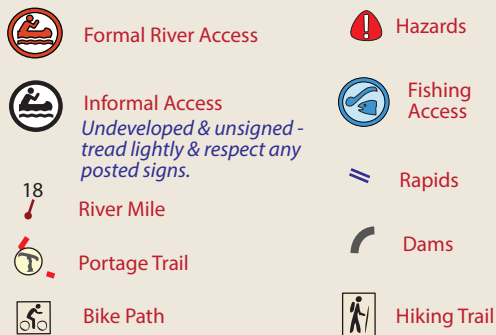 Formal River Access
Informal Access
Undeveloped & unsigned -
tread lightly & respect any
posted signs.
18
River Mile
T
Portage Trail
Bike Path
Hazards
Fishing
Access
Rapids
Dams
Hiking Trail